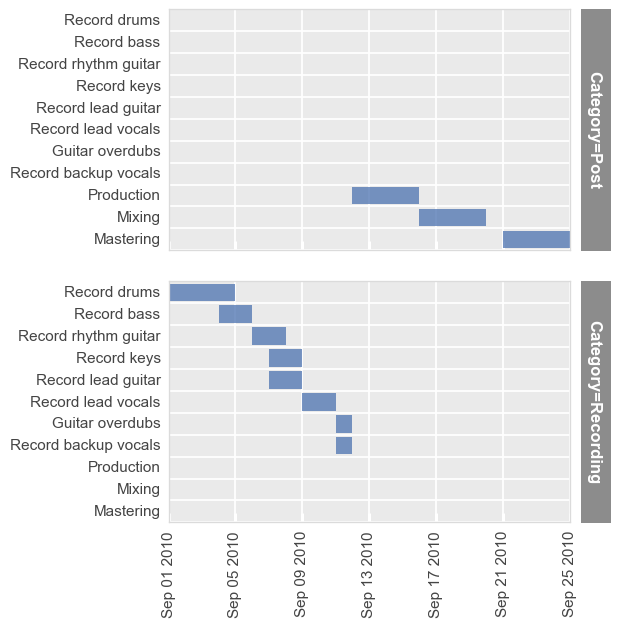 Record drums
Record bass
Record rhythm guitar
Record keys
Record lead guitar
Record lead vocals
Guitar overdubs
Record backup vocals
Production
Mixing
Mastering
Category=Post
Record drums
Record bass
Record rhythm guitar
Record keys
Record lead guitar
Record lead vocals
Guitar overdubs
Record backup vocals
Production
Mixing
Mastering
Category=Recording
Sep 01 2010
Sep 05 2010
Sep 09 2010
Sep 13 2010
Sep 17 2010
Sep 21 2010
Sep 25 2010